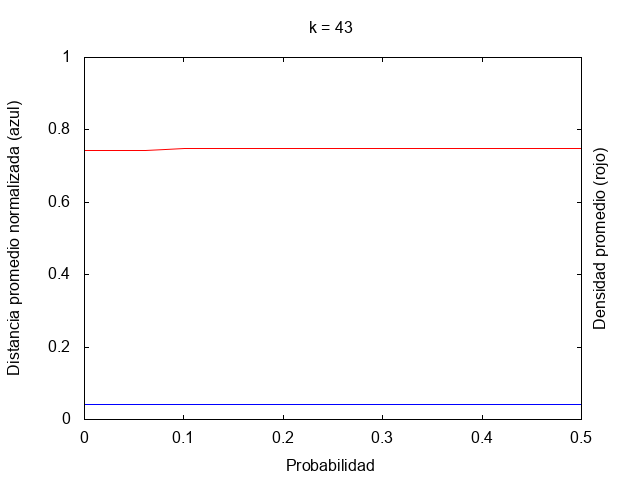 k = 43
Distancia promedio normalizada (azul)
1
0.8
0.6
0.4
0.2
0
0 0.1 0.2 0.3 0.4 0.5
Probabilidad
Densidad promedio (rojo)